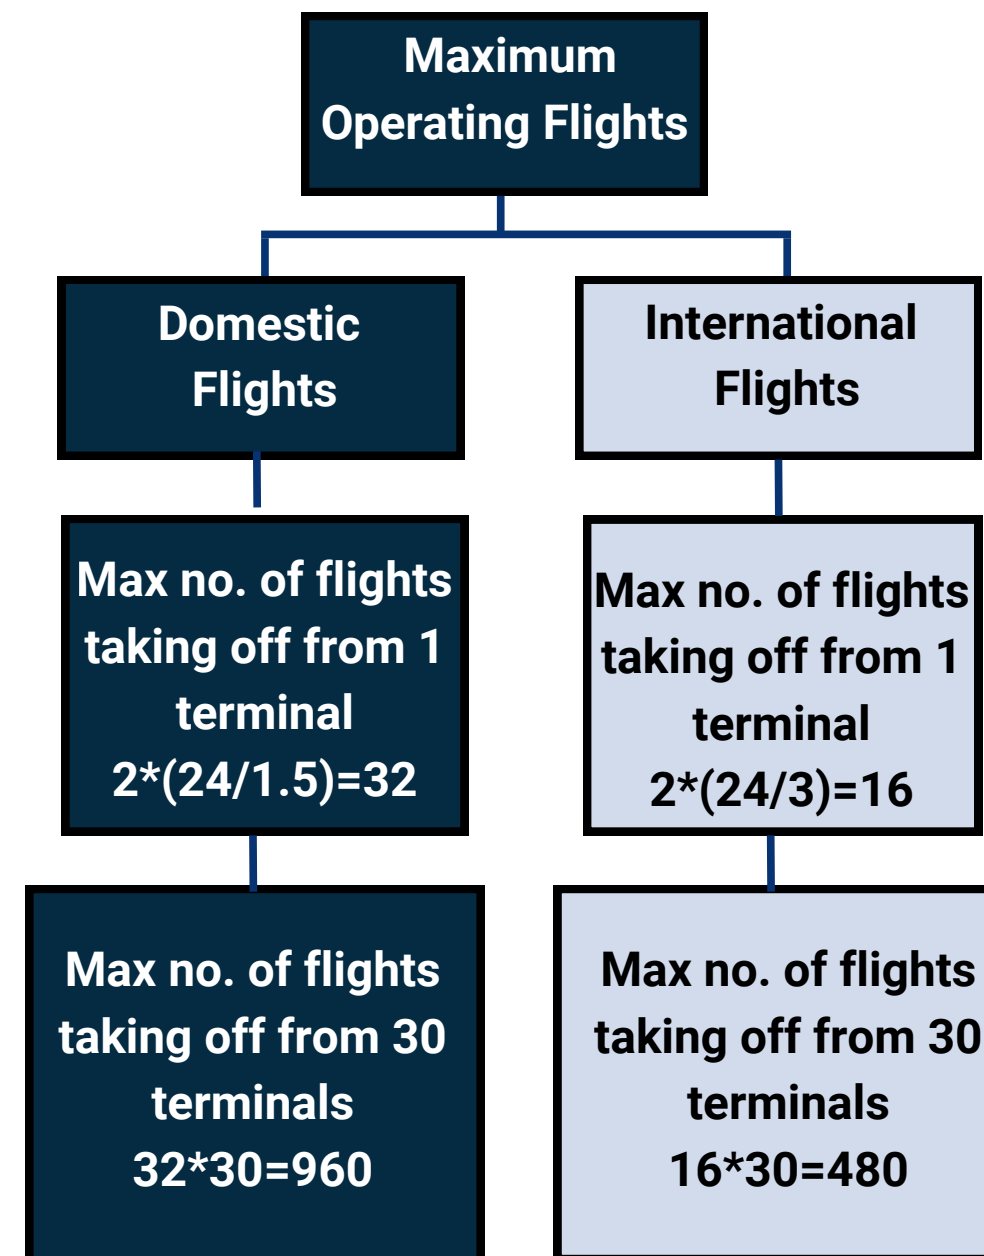 Maximum
Operating Flights
Domestic
Flights
International
Flights
Max no. of flights
taking off from 1
terminal
2*(24/1.5)=32
Max no. of flights
taking off from 1
terminal
2*(24/3)=16
Max no. of flights
taking off from 30
terminals
32*30=960
Max no. of flights
taking off from 30
terminals
16*30=480